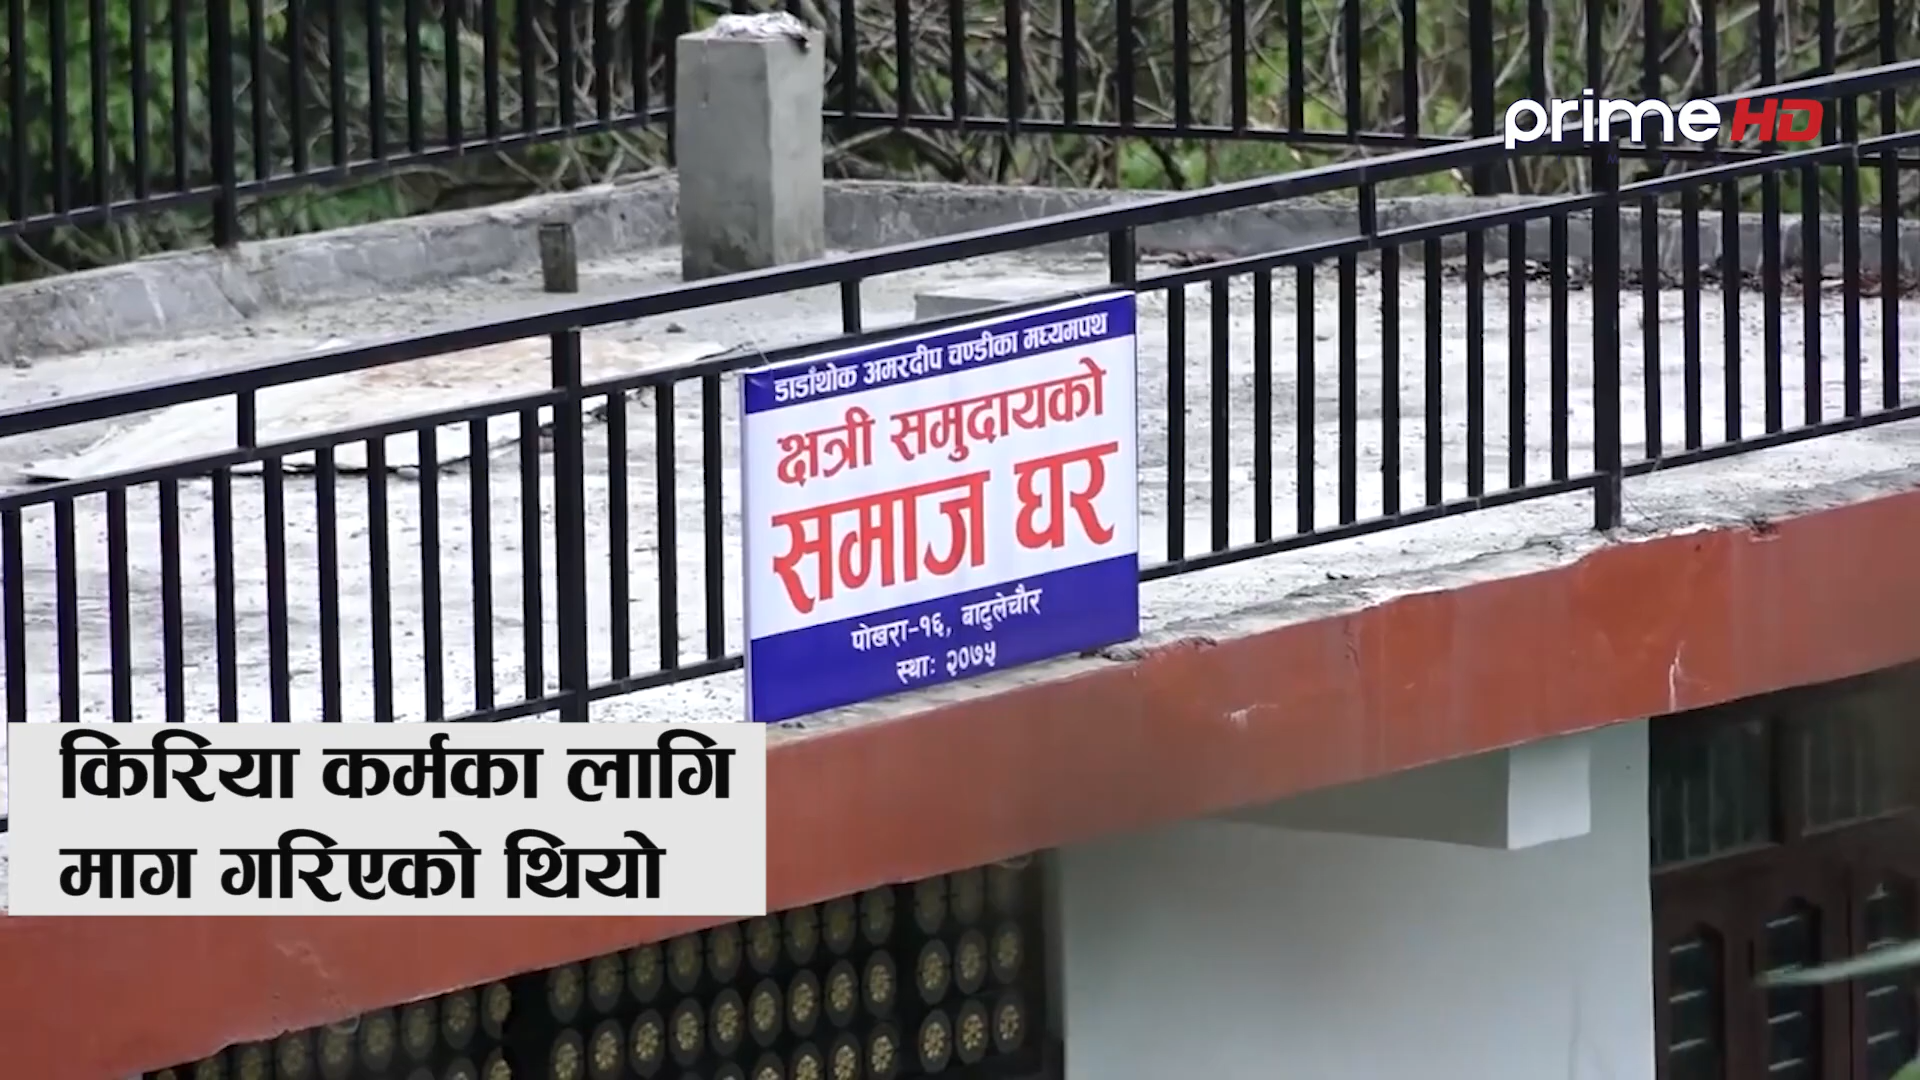 prime HD
डाडाँथोक अमरदीप चण्डीका मध्यमपथ
क्षत्री समुदायको
समाज घर
पोखरा-१६, बाटुलेचौर
स्था: २०७५
किरिया कर्मका लागि
माग गरिएको थियो